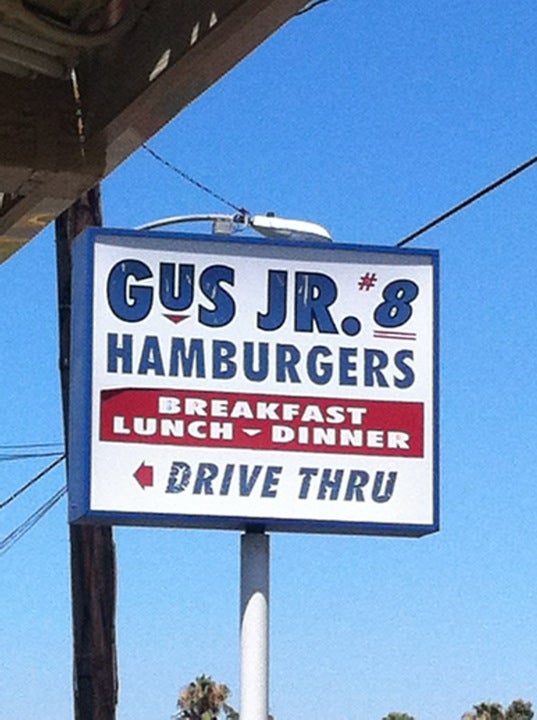 GUS JR. #8
HAMBURGERS
BREAKFAST
LUNCH - DINNER
DRIVE THRU